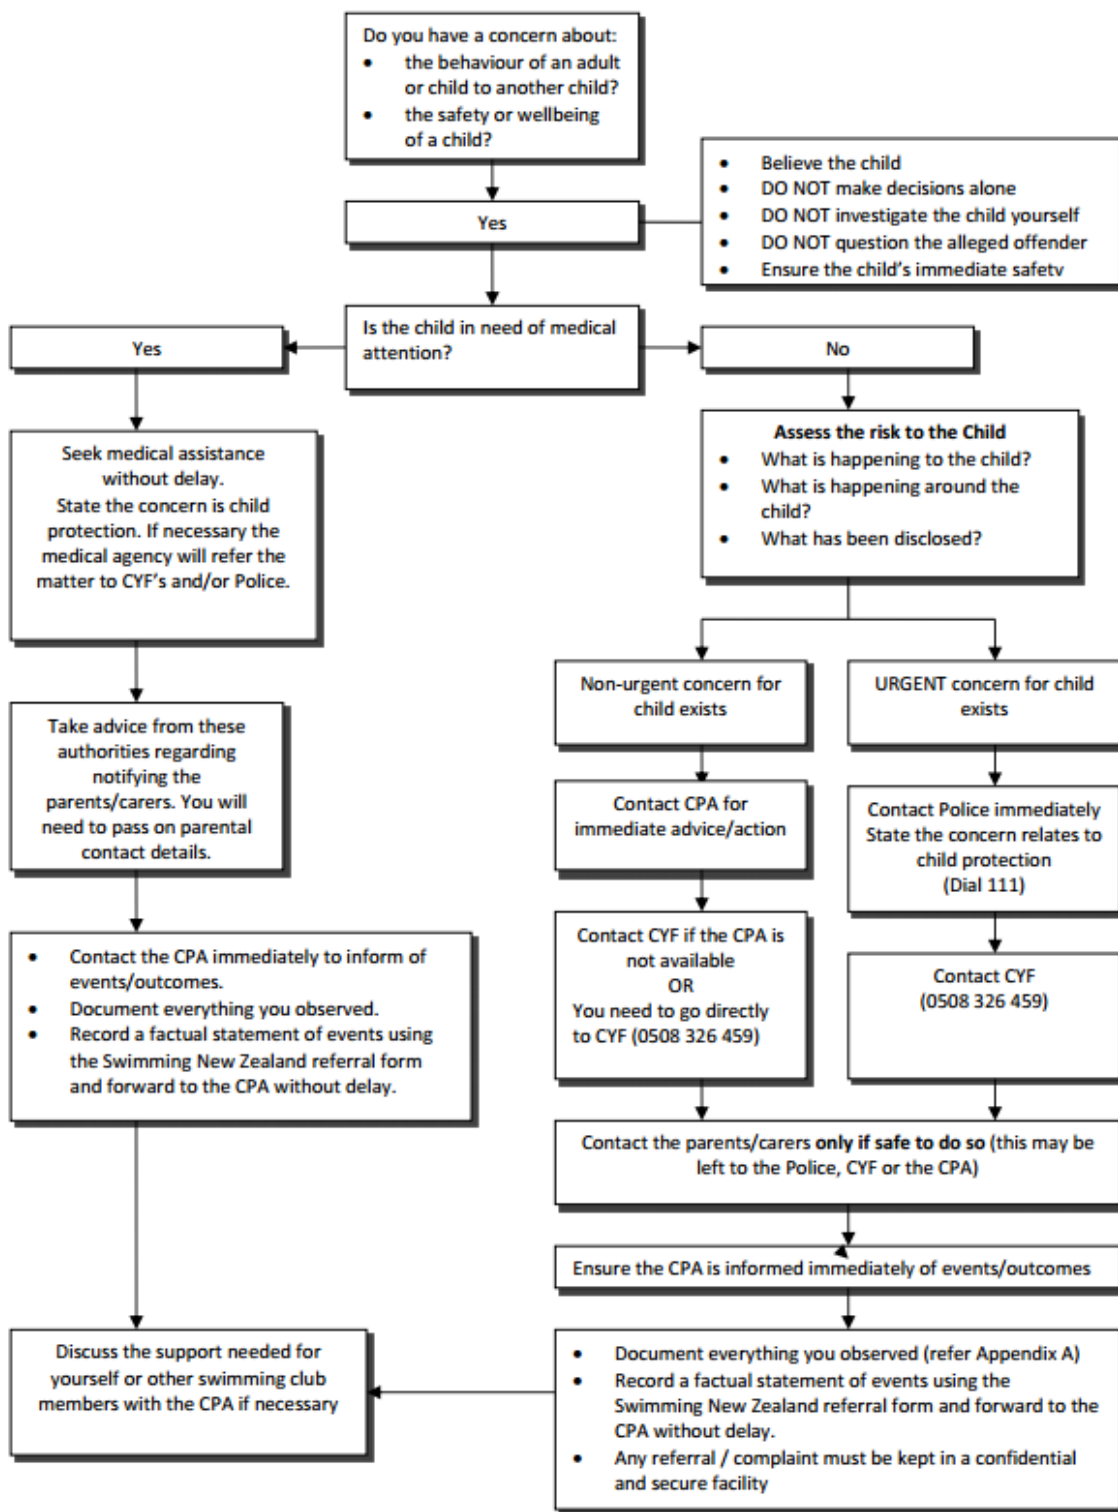 Do you have a concern about:
• the behaviour of an adult
or child to another child?
• the safety or wellbeing
of a child?
• Believe the child
• DO NOT make decisions alone
• DO NOT investigate the child yourself
• DO NOT question the alleged offender
• Ensure the child's immediate safety
Yes
Is the child in need of medical
attention?
Yes
No
Seek medical assistance
without delay.
State the concern is child
protection. If necessary the
medical agency will refer the
matter to CYF's and/or Police.
Assess the risk to the Child
• What is happening to the child?
• What is happening around the
child?
• What has been disclosed?
Non-urgent concern for
child exists
URGENT concern for child
exists
Take advice from these
authorities regarding
notifying the
parents/carers. You will
need to pass on parental
contact details.
Contact CPA for
immediate advice/action
Contact Police immediately
State the concern relates to
child protection
(Dial 111)
• Contact the CPA immediately to inform of
events/outcomes.
• Document everything you observed.
• Record a factual statement of events using
the Swimming New Zealand referral form
and forward to the CPA without delay.
Contact CYF if the CPA is
not available
OR
You need to go directly
to CYF (0508 326 459)
Contact CYF
(0508 326 459)
Contact the parents/carers only if safe to do so (this may be
left to the Police, CYF or the CPA)
Ensure the CPA is informed immediately of events/outcomes
Discuss the support needed for
yourself or other swimming club
members with the CPA if necessary
• Document everything you observed (refer Appendix A)
• Record a factual statement of events using the
Swimming New Zealand referral form and forward to the
CPA without delay.
• Any referral / complaint must be kept in a confidential
and secure facility